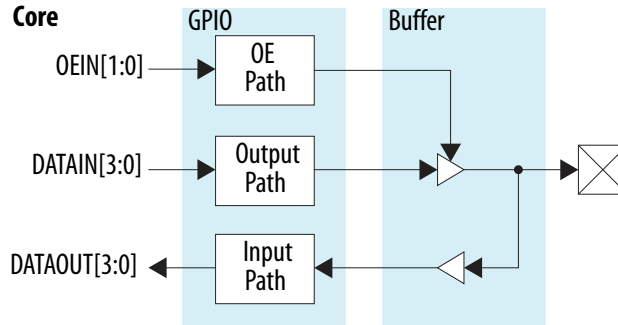 Core
GPIO
Buffer
OEIN[1:0]
OE
Path
DATAIN[3:0]
Output
Path
DATAOUT[3:0]
Input
Path